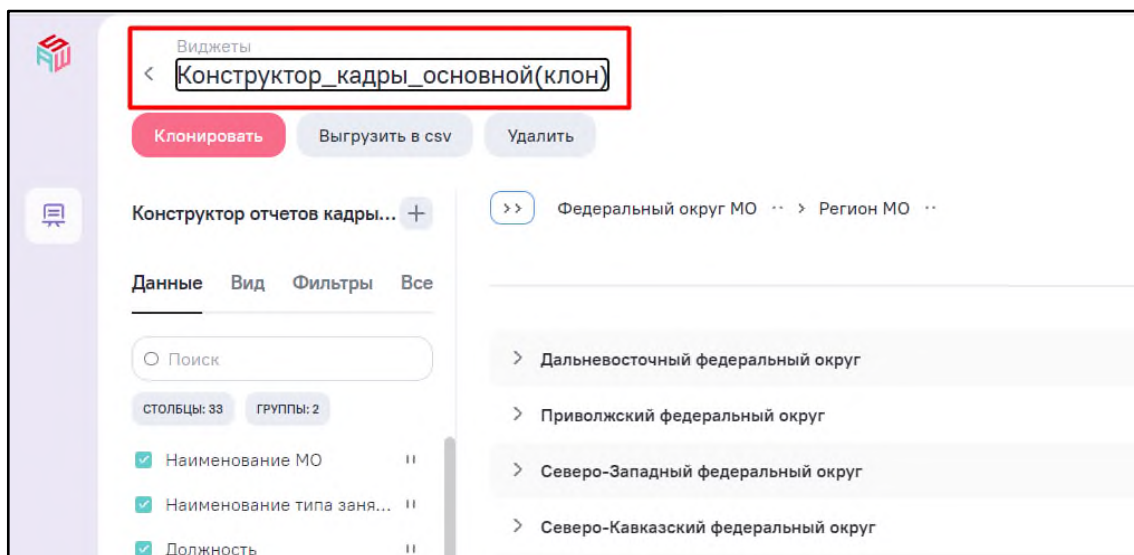 Виджеты
Конструктор_кадры_основной(клон)
Клонировать Выгрузить в csv Удалить
Конструктор отчетов кадры... +
>> Федеральный округ МО > Регион МО
Данные Вид Фильтры Все
Поиск
СТОЛБЦЫ: 33 ГРУППЫ: 2
Наименование МО
Наименование типа заня...
Должность
Дальневосточный федеральный округ
Приволжский федеральный округ
Северо-Западный федеральный округ
Северо-Кавказский федеральный округ